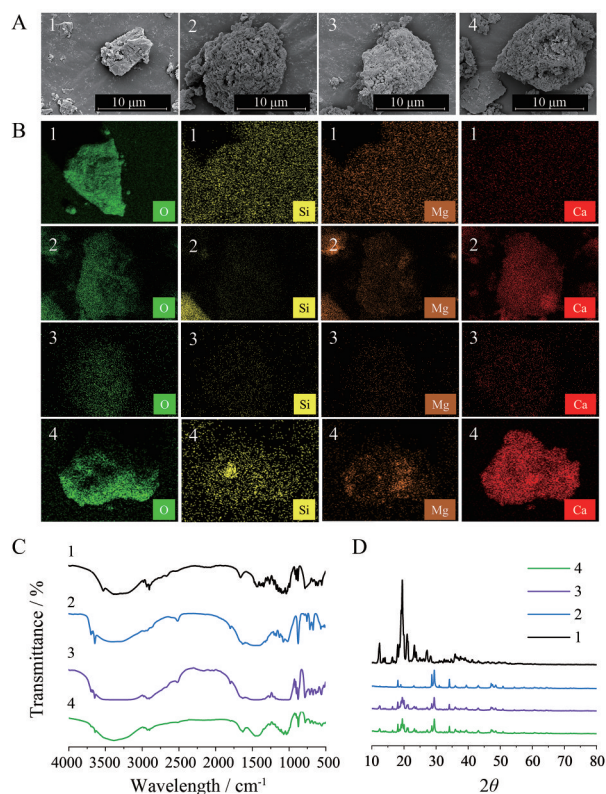 A
1 2 3 4
10 μm 10 μm 10 μm 10 μm
B
1 1 1 1
O Si Mg Ca
2 2 2 2
O Si Mg Ca
3 3 3 3
O Si Mg Ca
4 4 4 4
O Si Mg Ca
C
1
2
3
4
Transmittance / %
4000 3500 3000 2500 2000 1500 1000 500
Wavelength / cm⁻¹
D
4
3
2
1
10 20 30 40 50 60 70 80
2θ